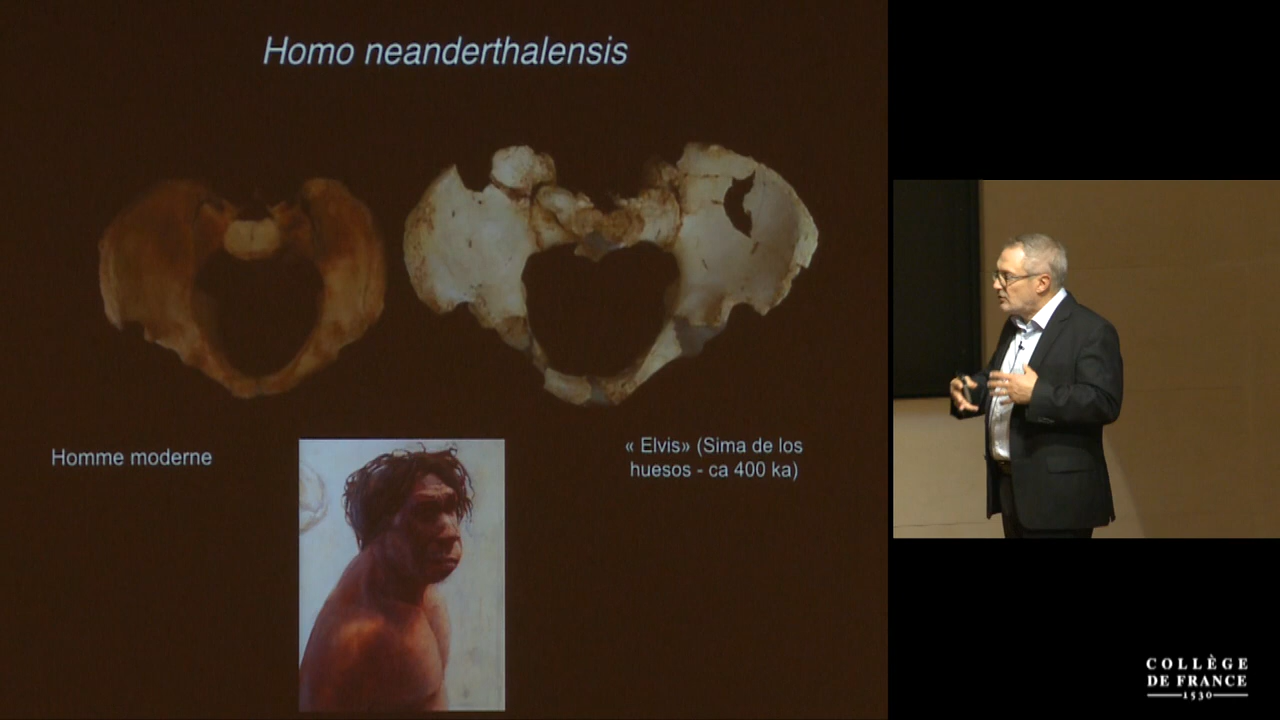 Homo neanderthalensis
Homme moderne
« Elvis» (Sima de los
huesos - ca 400 ka)
COLLÈGE
DE FRANCE
1530